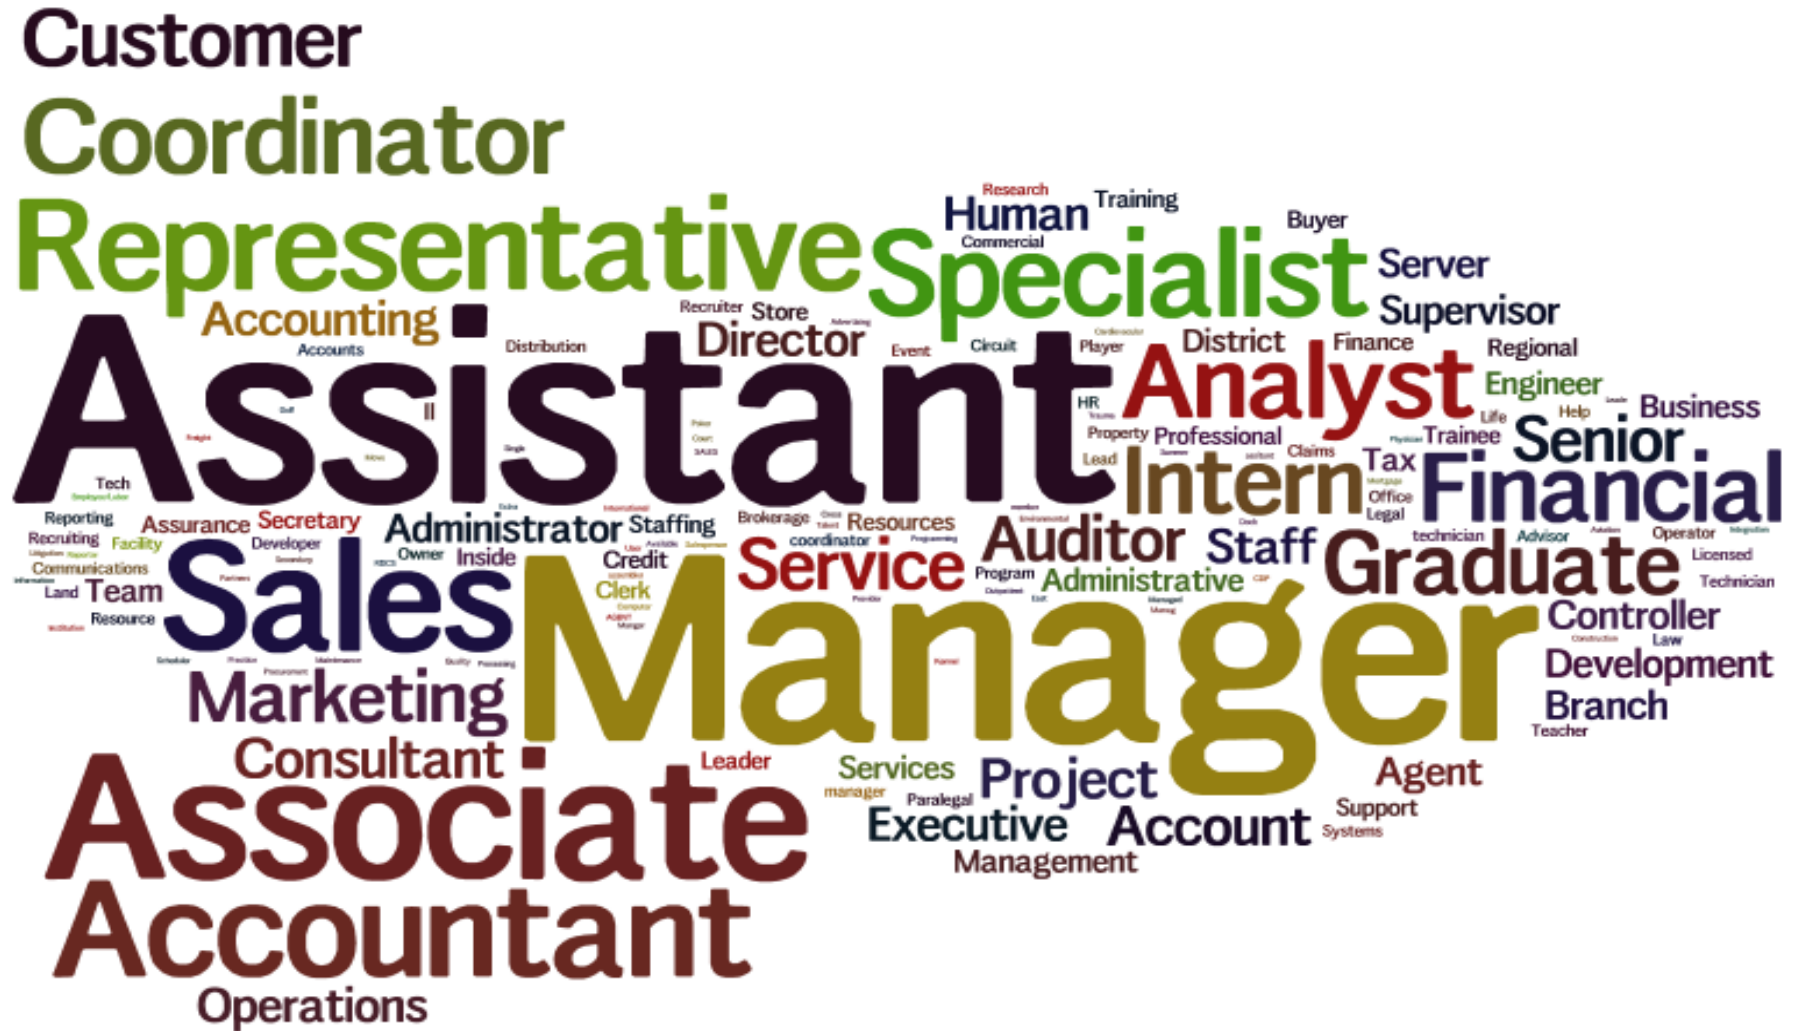 Customer
Coordinator
Research
Human Training
Buyer
Commercial
Representative Specialist
Server
Supervisor
Accounting
Recruiter Store
Accounts
Distribution
Director
Event
Circuit
Player
District
Finance
Regional
Assistant
Analyst
Engineer
HR
II
Life
Help
Business
Property Professional
Trainee
Senior
Lead
Claims
Intern
Tax
Financial
Office
Legal
Tech
Reporting
Assurance Secretary
Administrator Staffing
Brokerage
Resources
Auditor Staff
technician
Advisor
Operator
Recruiting Facility
Developer
Owner Inside
Credit
coordinator
Service
Graduate
Licensed
Communications
Program Administrative
Technician
Land Team
Sales
Clerk
Resource
Manager
Controller
Law
Development
Marketing
Branch
Teacher
Consultant
Leader
Services
Project
Agent
manager
Paralegal
Support
Associate
Executive Account
Systems
Management
Accountant
Operations